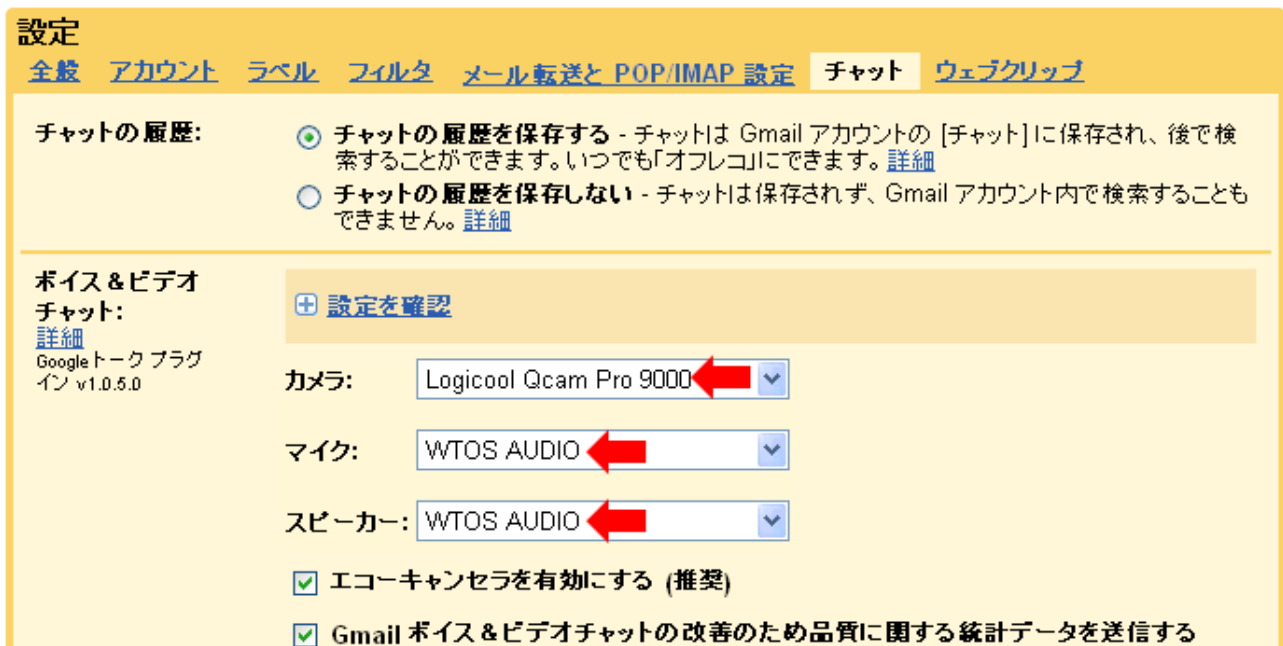 設定
全般 アカウント ラベル フィルタ メール転送と POP/IMAP 設定 チャット ウェブクリップ
チャットの履歴:
チャットの履歴を保存する - チャットは Gmail アカウントの [チャット] に保存され、後で検
索することができます。いつでも「オフレコ」にできます。詳細
チャットの履歴を保存しない - チャットは保存されず、Gmail アカウント内で検索することも
できません。詳細
ボイス&ビデオ
チャット:
詳細
Googleトーク プラグ
イン v1.0.5.0
設定を確認
カメラ: Logicool Qcam Pro 9000
マイク: WTOS AUDIO
スピーカー: WTOS AUDIO
エコーキャンセラを有効にする (推奨)
Gmail ボイス&ビデオチャットの改善のため品質に関する統計データを送信する